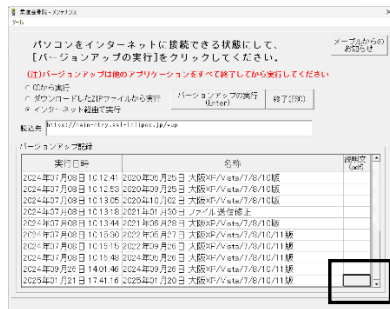 柔道整骨院 - メンテナンス
ツール
パソコンをインターネットに接続できる状態にして、
[バージョンアップの実行]をクリックしてください。
メープルからの
お知らせ
(注)バージョンアップは他のアプリケーションをすべて終了してから実行してください
CDから実行
ダウンロードしたZIPファイルから実行
インターネット経由で実行
バージョンアップの実行
(Enter)
終了(ESC)
バージョンアップ記録
実行日時 名称 説明文
(pdf)
2024年07月08日 10:12:41 2020年05月25日 大阪XP/Vista/7/8/10版
2024年07月08日 10:12:53 2020年09月25日 大阪XP/Vista/7/8/10版
2024年07月08日 10:13:05 2020年10月02日 大阪XP/Vista/7/8/10版
2024年07月08日 10:13:18 2021年01月30日 ファイル送信修正
2024年07月08日 10:13:44 2021年06月28日 大阪XP/Vista/7/8/10版
2024年07月08日 10:15:00 2022年05月27日 大阪XP/Vista/7/8/10/11版
2024年07月08日 10:15:15 2022年09月26日 大阪XP/Vista/7/8/10/11版
2024年07月08日 10:15:48 2024年05月28日 大阪XP/Vista/7/8/10/11版
2024年09月26日 14:01:46 2024年09月26日 大阪XP/Vista/7/8/10/11版
2025年01月21日 17:41:16 2025年01月20日 大阪XP/Vista/7/8/10/11版